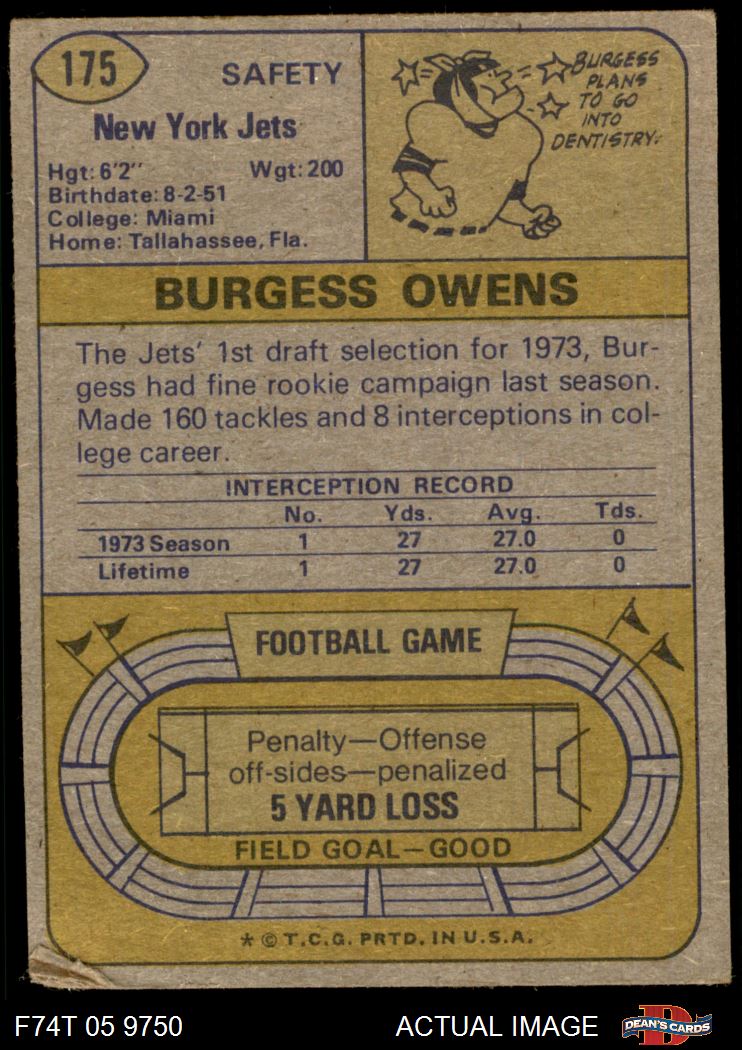 175
SAFETY
New York Jets
Hgt: 6'2" Wgt: 200
Birthdate: 8-2-51
College: Miami
Home: Tallahassee, Fla.
BURGESS
PLANS
TO GO
INTO
DENTISTRY.
BURGESS OWENS
The Jets' 1st draft selection for 1973, Bur-
gess had fine rookie campaign last season.
Made 160 tackles and 8 interceptions in col-
lege career.
INTERCEPTION RECORD
No. Yds. Avg. Tds.
1973 Season 1 27 27.0 0
Lifetime 1 27 27.0 0
FOOTBALL GAME
Penalty—Offense
off-sides—penalized
5 YARD LOSS
FIELD GOAL—GOOD
* © T.C.G. PRTD. IN U.S.A.
F74T 05 9750 ACTUAL IMAGE D DEAN'S CARDS